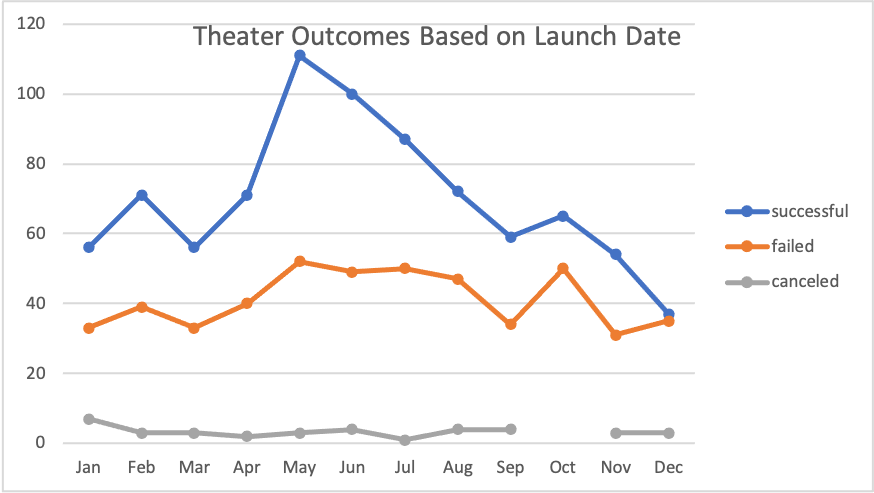 Theater Outcomes Based on Launch Date
120
100
80
60
40
20
0
Jan Feb Mar Apr May Jun Jul Aug Sep Oct Nov Dec
successful
failed
canceled